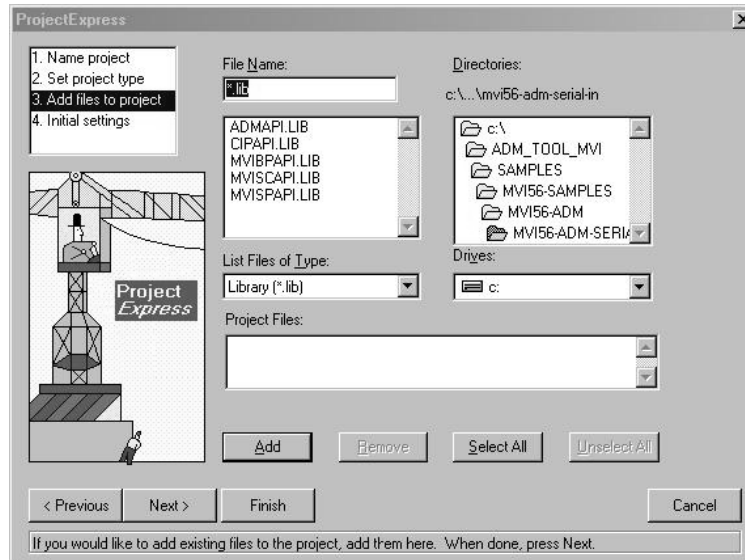 ProjectExpress
1. Name project
2. Set project type
3. Add files to project
4. Initial settings
File Name:
*.lib
ADMAPI.LIB
CIPAPI.LIB
MVIBPAPI.LIB
MVISCAPI.LIB
MVISPAPI.LIB
Directories:
c:\...\mvi56-adm-serial-in
c:\
ADM_TOOL_MVI
SAMPLES
MVI56-SAMPLES
MVI56-ADM
MVI56-ADM-SERIA
List Files of Type:
Library (*.lib)
Drives:
c:
Project Files:
Project
Express
Add
Remove
Select All
Unselect All
< Previous
Next >
Finish
Cancel
If you would like to add existing files to the project, add them here. When done, press Next.